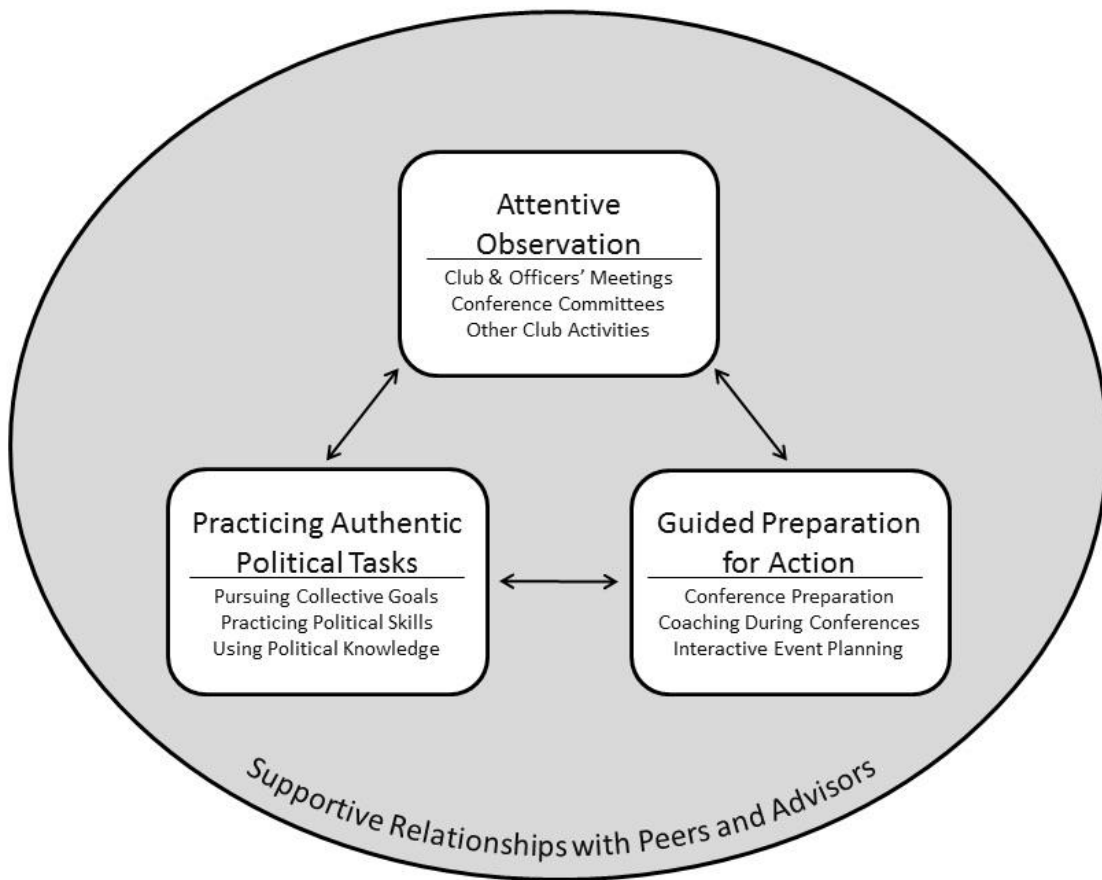 Attentive
Observation
Club & Officers’ Meetings
Conference Committees
Other Club Activities
Practicing Authentic
Political Tasks
Pursuing Collective Goals
Practicing Political Skills
Using Political Knowledge
Guided Preparation
for Action
Conference Preparation
Coaching During Conferences
Interactive Event Planning
Supportive Relationships with Peers and Advisors